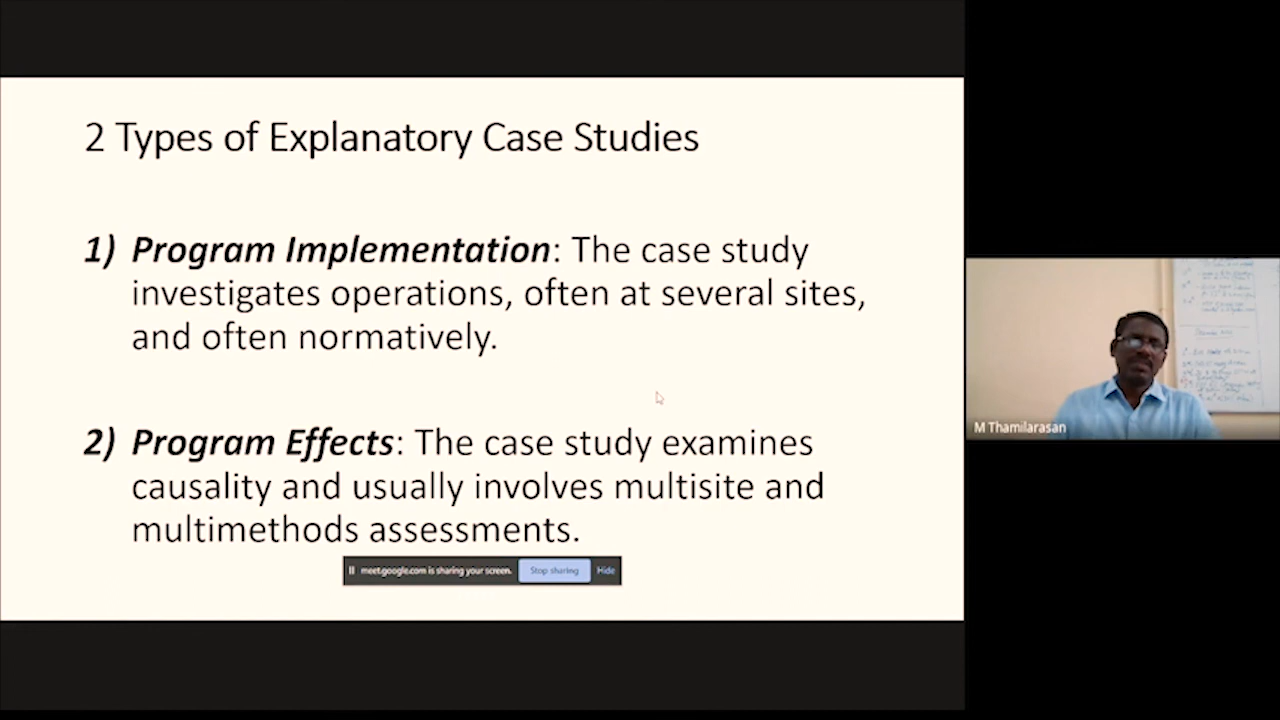 2 Types of Explanatory Case Studies
1) Program Implementation: The case study
investigates operations, often at several sites,
and often normatively.
2) Program Effects: The case study examines
causality and usually involves multisite and
multimethods assessments.
meet.google.com is sharing your screen. Stop sharing Hide
M Thamilarasan